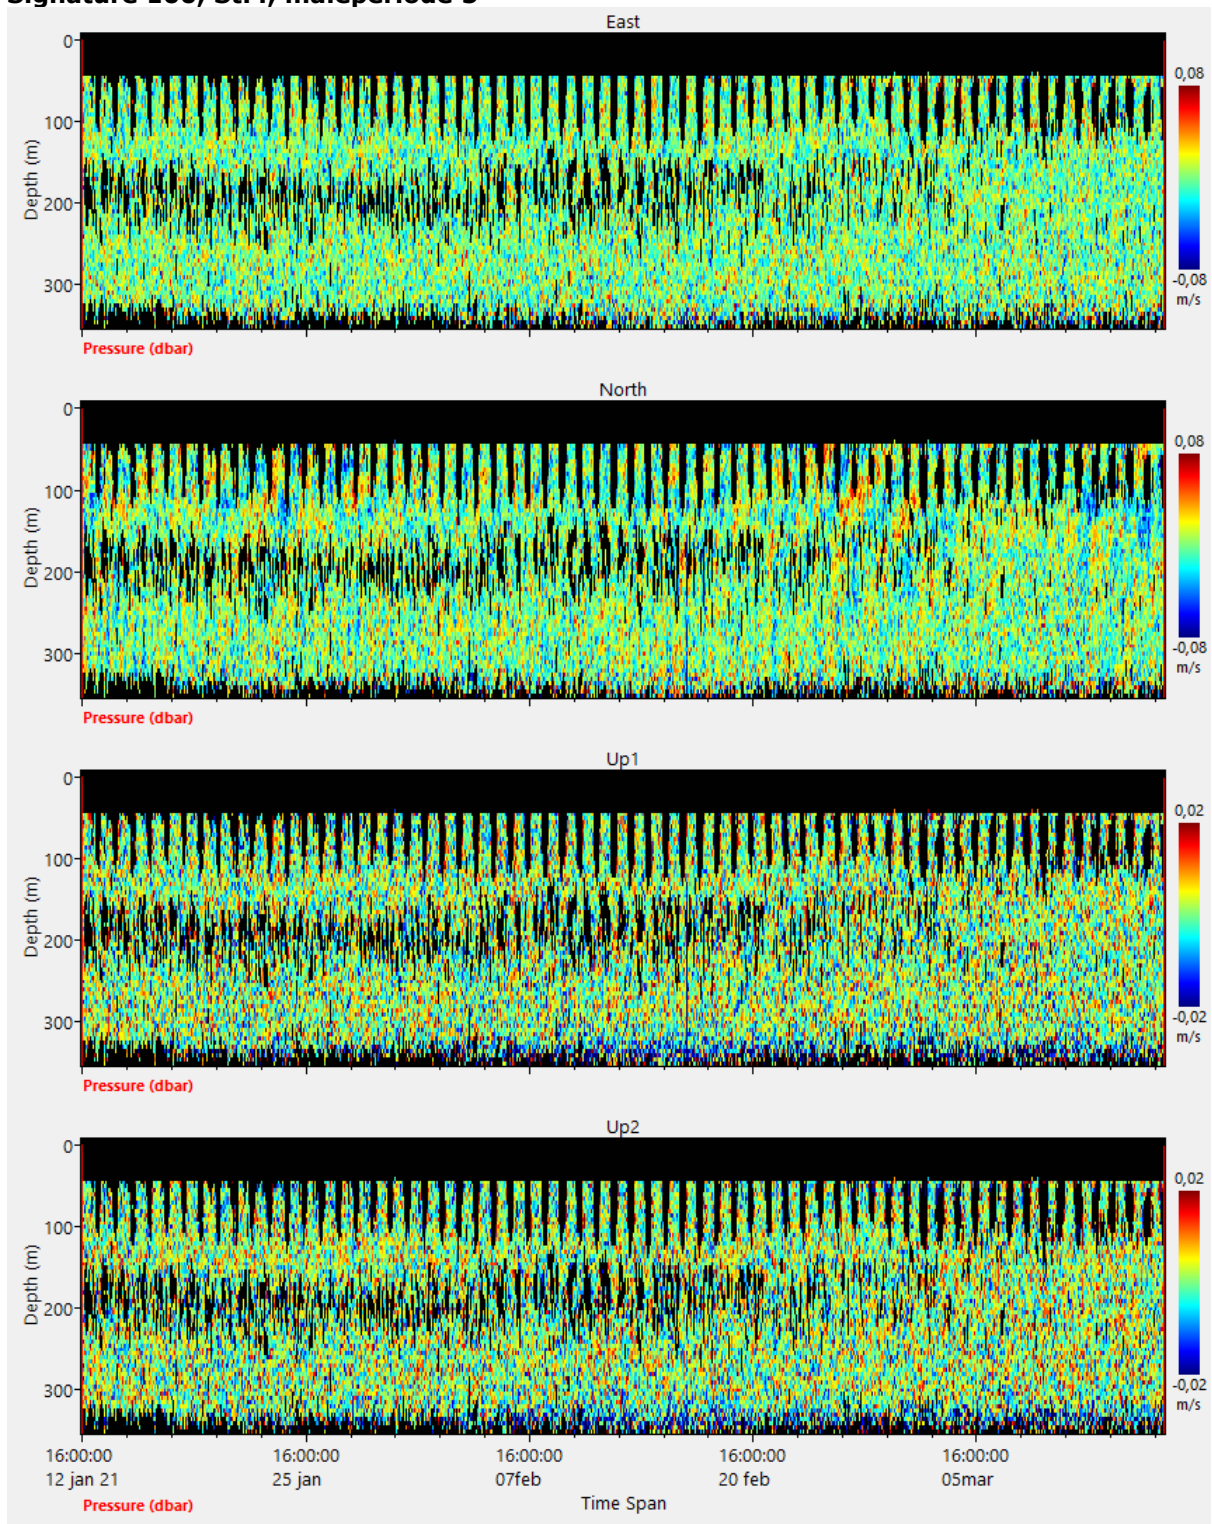 East
0
100
200
300
Depth (m)
0,08
-0,08
m/s
Pressure (dbar)
North
0
100
200
300
Depth (m)
0,08
-0,08
m/s
Pressure (dbar)
Up1
0
100
200
300
Depth (m)
0,02
-0,02
m/s
Pressure (dbar)
Up2
0
100
200
300
Depth (m)
0,02
-0,02
m/s
16:00:00 16:00:00 16:00:00 16:00:00 16:00:00
12 jan 21 25 jan 07feb 20 feb 05mar
Pressure (dbar)
Time Span